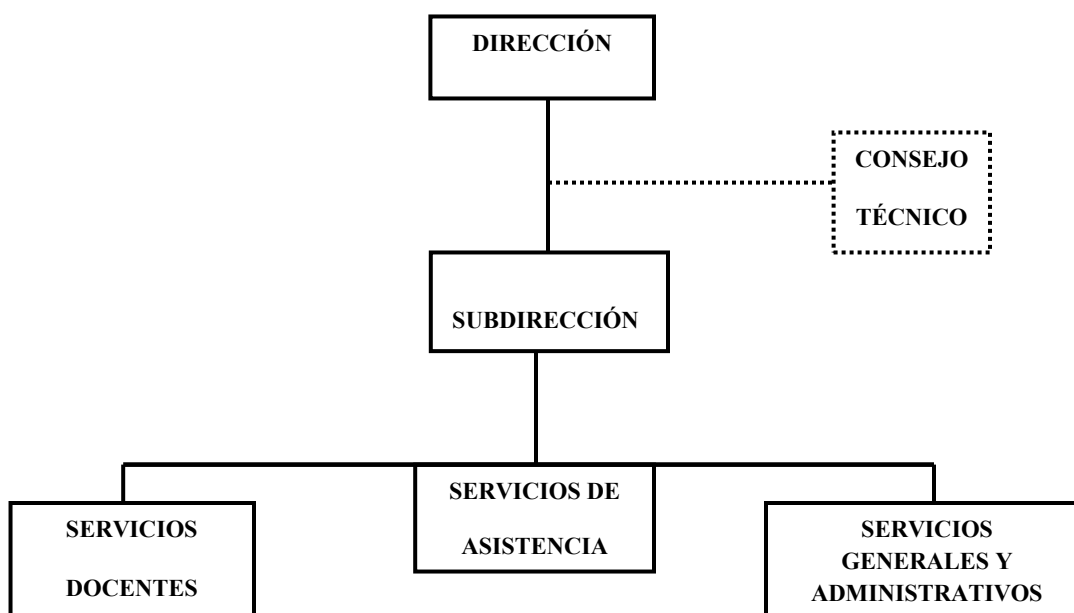 DIRECCIÓN
CONSEJO
TÉCNICO
SUBDIRECCIÓN
SERVICIOS DE
ASISTENCIA
SERVICIOS
DOCENTES
SERVICIOS
GENERALES Y
ADMINISTRATIVOS